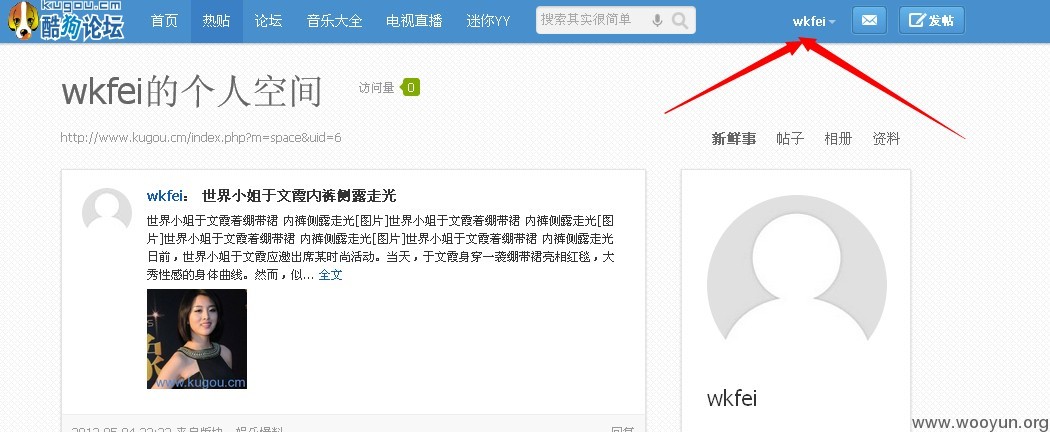 kugou.cm
酷狗论坛
首页 热贴 论坛 音乐大全 电视直播 迷你YY
搜索其实很简单
wkfei
发帖
wkfei的个人空间
访问量 0
http://www.kugou.cm/index.php?m=space&uid=6
新鲜事 帖子 相册 资料
wkfei： 世界小姐于文霞内裤侧露走光
世界小姐于文霞着绷带裙 内裤侧露走光[图片]世界小姐于文霞着绷带裙 内裤侧露走光[图
片]世界小姐于文霞着绷带裙 内裤侧露走光[图片]世界小姐于文霞着绷带裙 内裤侧露走光
日前，世界小姐于文霞应邀出席某时尚活动。当天，于文霞身穿一袭绷带裙亮相红毯，大
秀性感的身体曲线。然而，似... 全文
www.kugou.cm
wkfei
www.wooyun.org